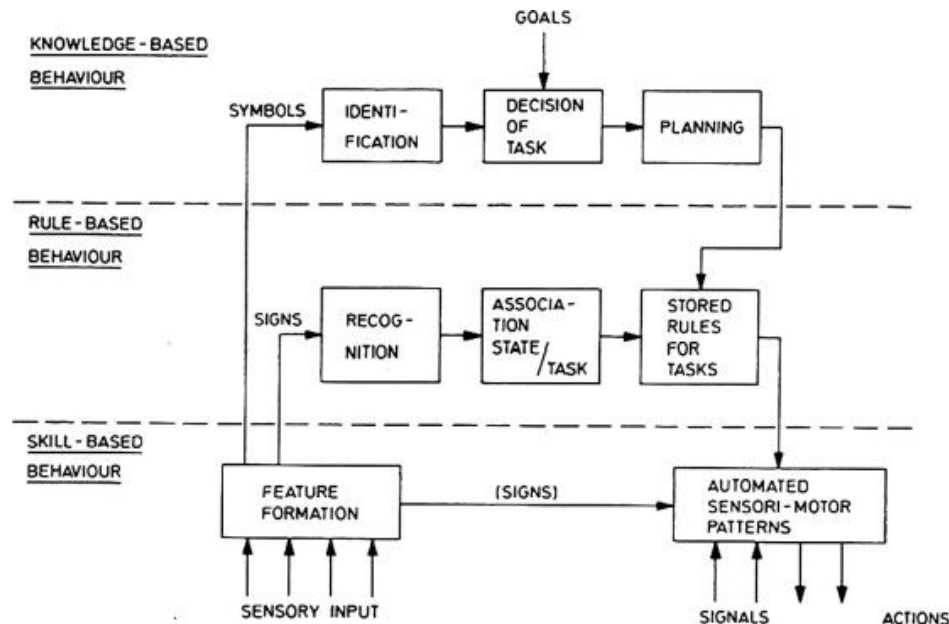 GOALS
KNOWLEDGE-BASED
BEHAVIOUR
SYMBOLS
IDENTI-
FICATION
DECISION
OF
TASK
PLANNING
RULE-BASED
BEHAVIOUR
SIGNS
RECOG-
NITION
ASSOCIA-
TION
STATE/
TASK
STORED
RULES
FOR
TASKS
SKILL-BASED
BEHAVIOUR
FEATURE
FORMATION
(SIGNS)
AUTOMATED
SENSORI-MOTOR
PATTERNS
SENSORY INPUT
SIGNALS
ACTIONS